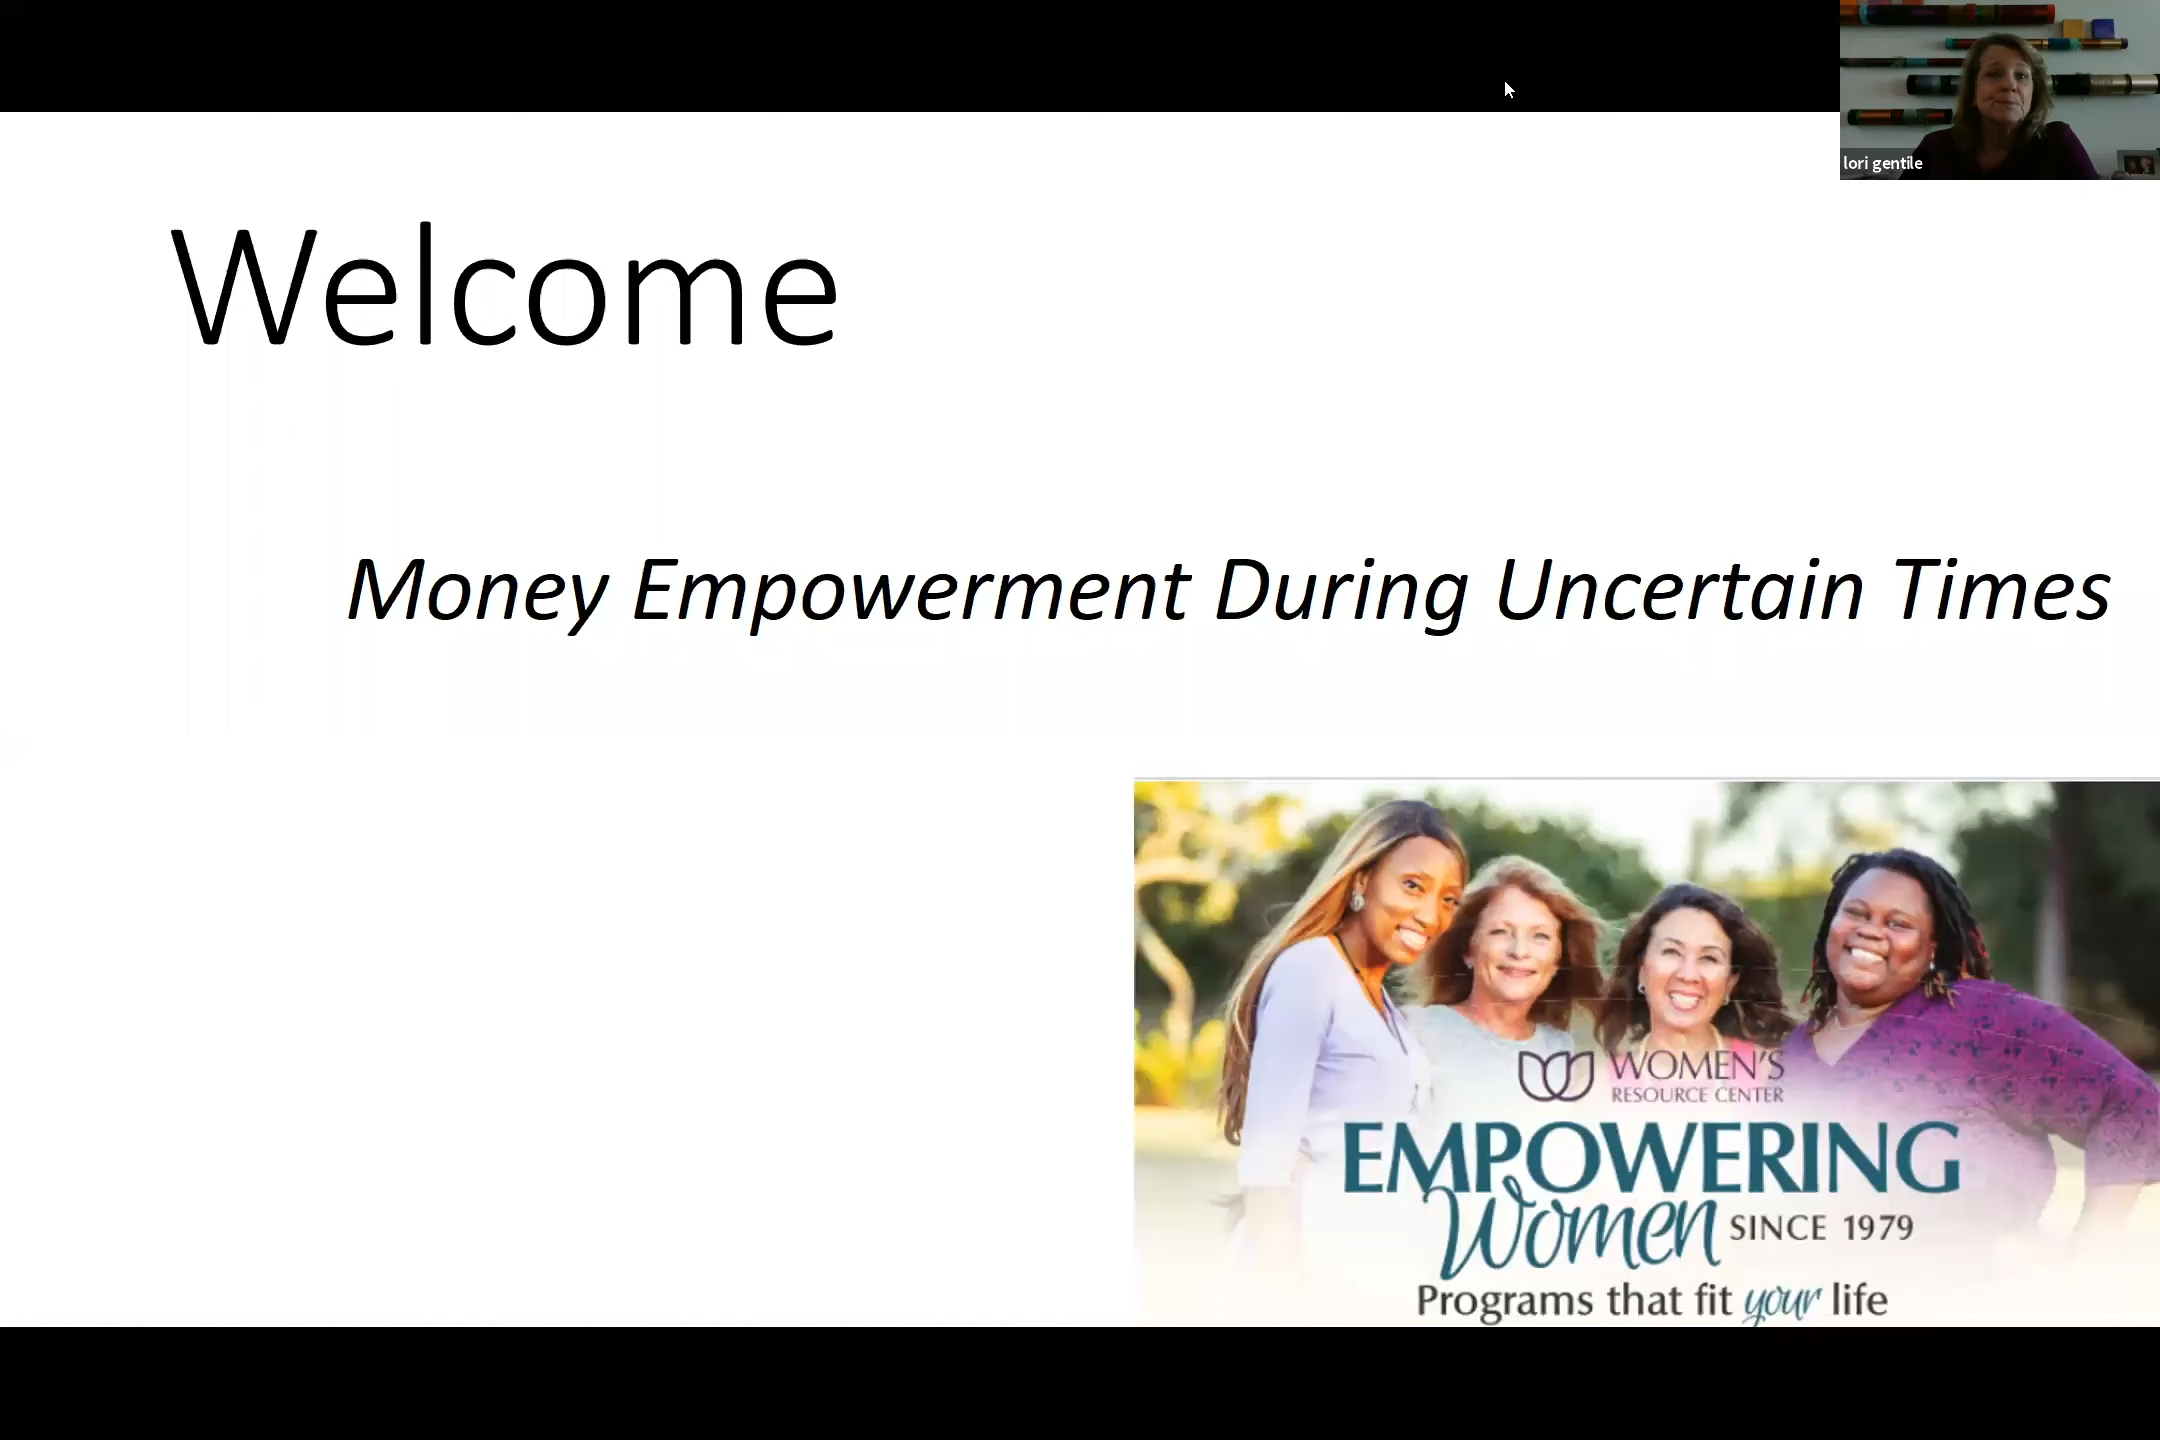 lori gentile
Welcome
Money Empowerment During Uncertain Times
WOMEN'S
RESOURCE CENTER
EMPOWERING
Women SINCE 1979
Programs that fit your life